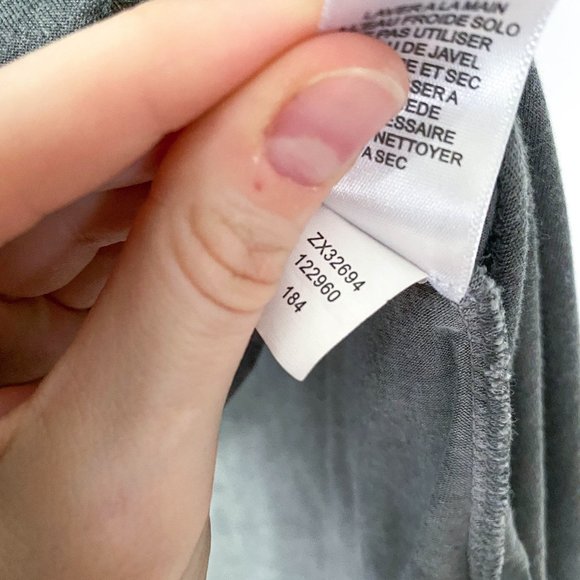 LAVER A LA MAIN
EAU FROIDE SOLO
PAS UTILISER
DE JAVEL
ET SEC
SER A
EDE
ESSAIRE
NETTOYER
A SEC
ZX32694
122960
184